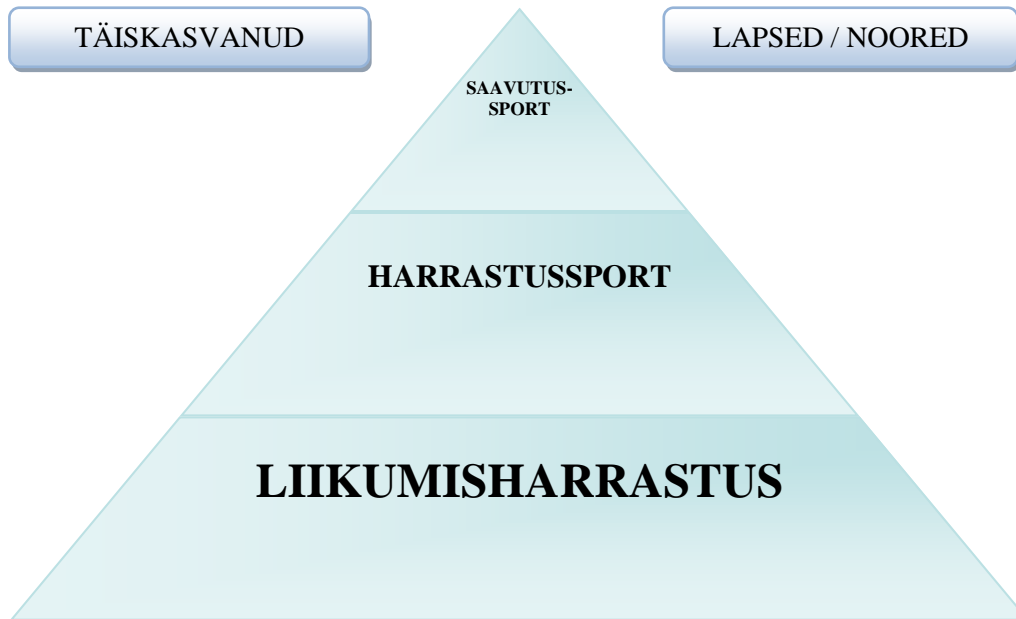 TÄISKASVANUD
LAPSED / NOORED
SAAVUTUS-
SPORT
HARRASTUSSPORT
LIIKUMISHARRASTUS